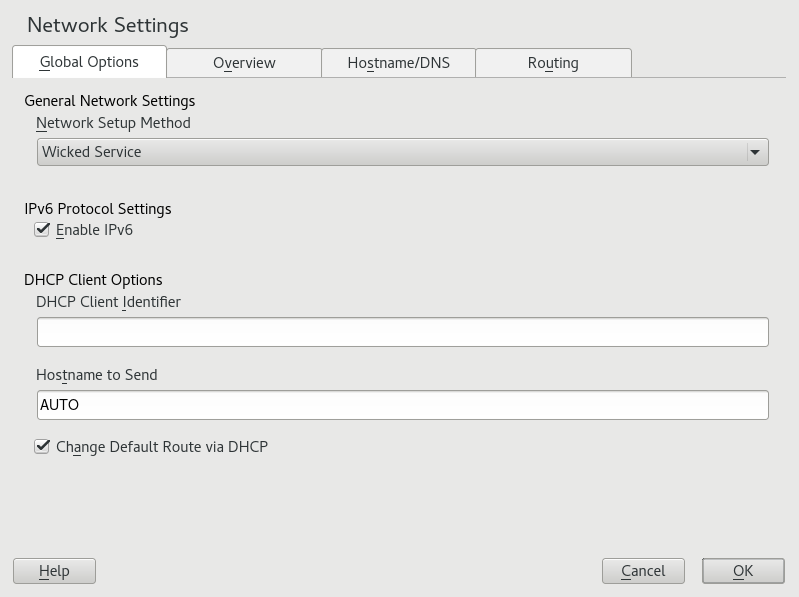 Network Settings
Global Options Overview Hostname/DNS Routing
General Network Settings
Network Setup Method
Wicked Service
IPv6 Protocol Settings
Enable IPv6
DHCP Client Options
DHCP Client Identifier
Hostname to Send
AUTO
Change Default Route via DHCP
Help Cancel OK